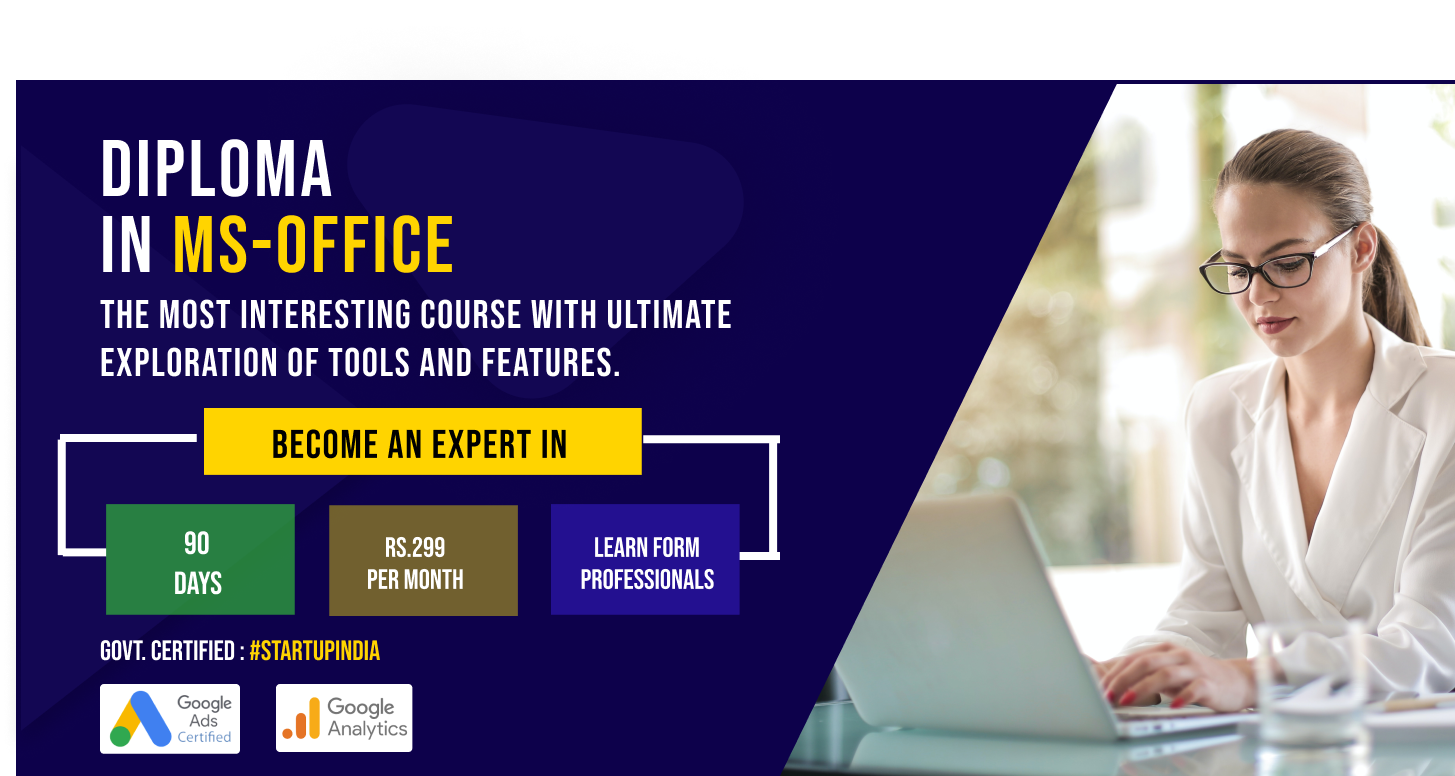 DIPLOMA
IN MS-OFFICE
THE MOST INTERESTING COURSE WITH ULTIMATE
EXPLORATION OF TOOLS AND FEATURES.
BECOME AN EXPERT IN
90
DAYS
RS.299
PER MONTH
LEARN FORM
PROFESSIONALS
GOVT. CERTIFIED : #STARTUPINDIA
Google
Ads
Certified
Google
Analytics